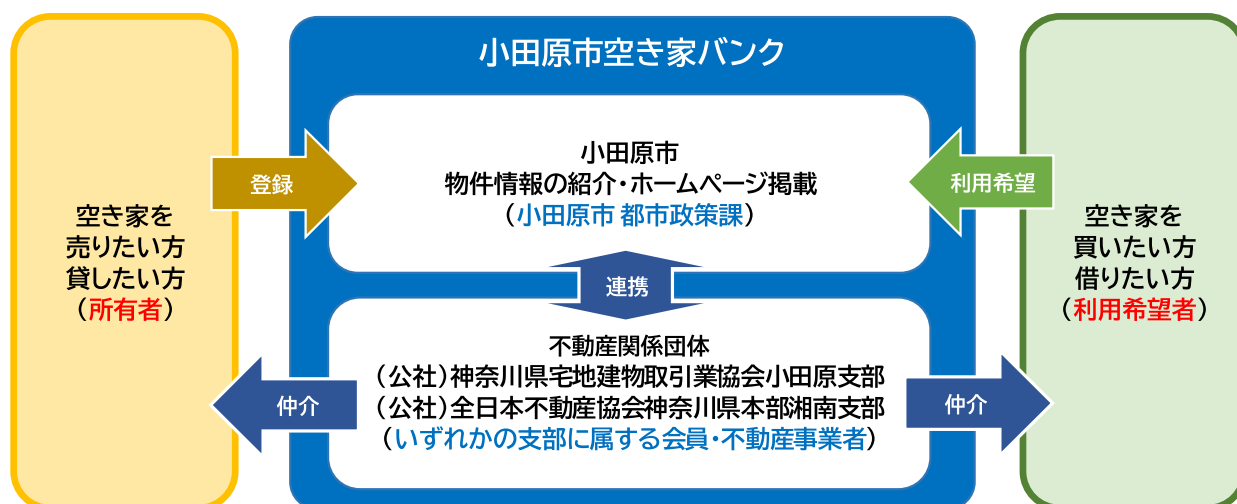 小田原市空き家バンク
空き家を
売りたい方
貸したい方
（所有者）
登録
小田原市
物件情報の紹介・ホームページ掲載
（小田原市 都市政策課）
利用希望
空き家を
買いたい方
借りたい方
（利用希望者）
連携
仲介
不動産関係団体
（公社）神奈川県宅地建物取引業協会小田原支部
（公社）全日本不動産協会神奈川県本部湘南支部
（いずれかの支部に属する会員・不動産事業者）
仲介